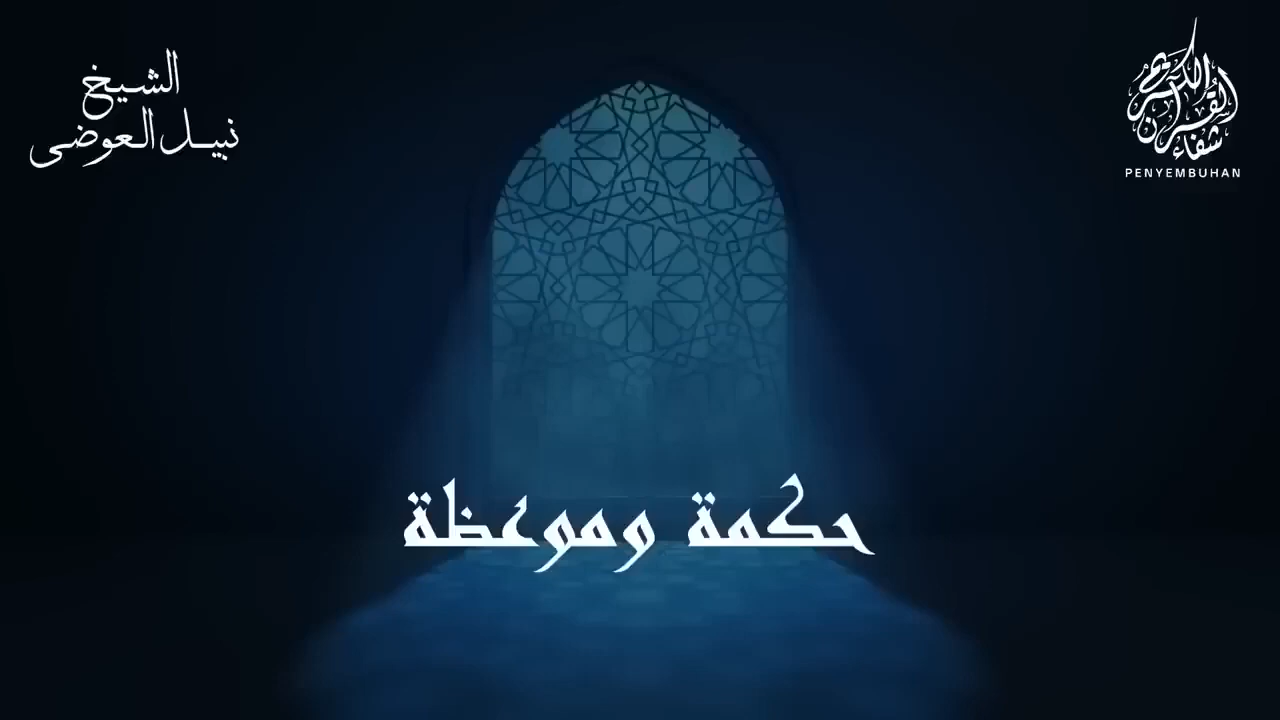 الشيخ
نبيل العوضى
القرآن الكريم
شفاء
PENYEMBUHAN
حكمة وموعظة